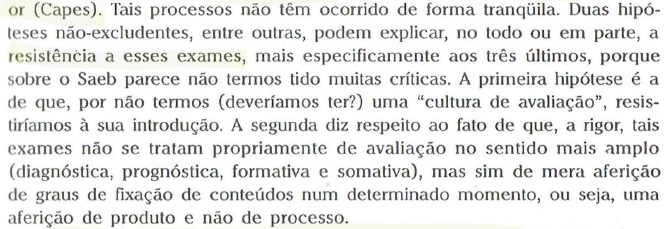 or (Capes). Tais processos não têm ocorrido de forma tranqüila. Duas hipó-
teses não-excludentes, entre outras, podem explicar, no todo ou em parte, a
resistência a esses exames, mais especificamente aos três últimos, porque
sobre o Saeb parece não termos tido muitas críticas. A primeira hipótese é a
de que, por não termos (deveríamos ter?) uma “cultura de avaliação”, resis-
tiríamos à sua introdução. A segunda diz respeito ao fato de que, a rigor, tais
exames não se tratam propriamente de avaliação no sentido mais amplo
(diagnóstica, prognóstica, formativa e somativa), mas sim de mera aferição
de graus de fixação de conteúdos num determinado momento, ou seja, uma
aferição de produto e não de processo.